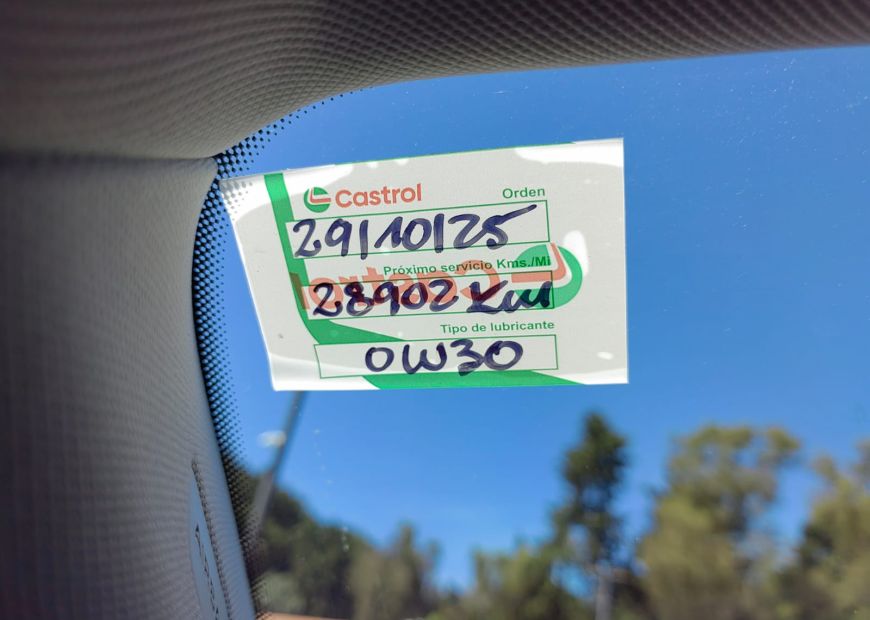 Castrol
Orden
29/10/25
Próximo servicio Kms./Mi
28902 Km
Tipo de lubricante
0W30